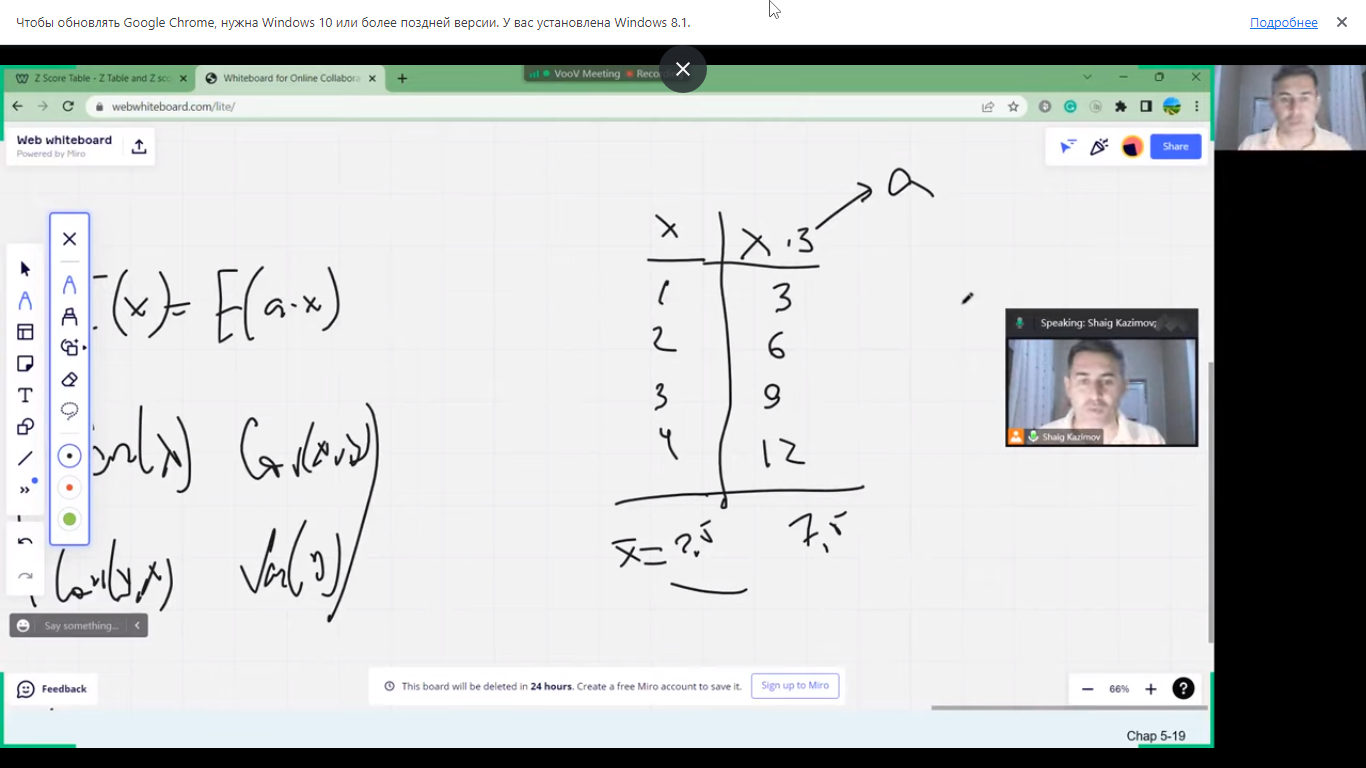 Чтобы обновлять Google Chrome, нужна Windows 10 или более поздней версии. У вас установлена Windows 8.1.
Подробнее
Z Score Table - Z Table and Z sco
Whiteboard for Online Collabora
VooV Meeting
Recor
webwhiteboard.com/lite/
Web whiteboard
Powered by Miro
Share
a
x
x · 3
1
3
2
6
3
9
4
12
x̄ = 2,5
7,5
(x) = E(a·x)
(x)
Cov(x,y)
Cov(y,x)
Var(y)
Speaking: Shaig Kazimov;
Shaig Kazimov
Say something...
Feedback
This board will be deleted in 24 hours. Create a free Miro account to save it.
Sign up to Miro
66%
Chap 5-19